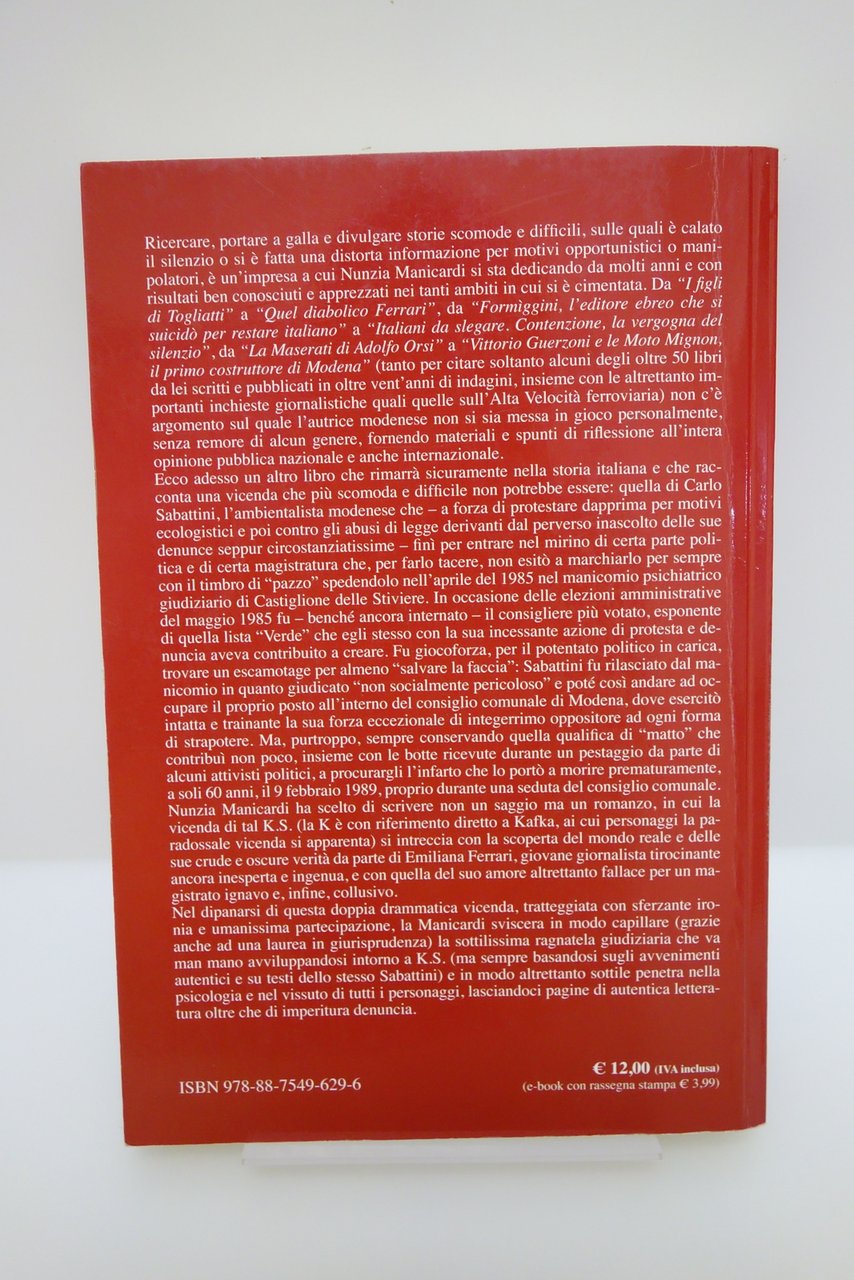 Ricercare, portare a galla e divulgare storie scomode e difficili, sulle quali è calato
il silenzio o si è fatta una distorta informazione per motivi opportunistici o mani-
polatori, è un'impresa a cui Nunzia Manicardi si sta dedicando da molti anni e con
risultati ben conosciuti e apprezzati nei tanti ambiti in cui si è cimentata. Da “I figli
di Togliatti” a “Quel diabolico Ferrari”, da “Formìggini, l'editore ebreo che si
suicidò per restare italiano” a “Italiani da slegare. Contenzione, la vergogna del
silenzio”, da “La Maserati di Adolfo Orsi” a “Vittorio Guerzoni e le Moto Mignon,
il primo costruttore di Modena” (tanto per citare soltanto alcuni degli oltre 50 libri
da lei scritti e pubblicati in oltre vent'anni di indagini, insieme con le altrettanto im-
portanti inchieste giornalistiche quali quelle sull'Alta Velocità ferroviaria) non c'è
argomento sul quale l'autrice modenese non si sia messa in gioco personalmente,
senza remore di alcun genere, fornendo materiali e spunti di riflessione all'intera
opinione pubblica nazionale e anche internazionale.
Ecco adesso un altro libro che rimarrà sicuramente nella storia italiana e che rac-
conta una vicenda che più scomoda e difficile non potrebbe essere: quella di Carlo
Sabattini, l'ambientalista modenese che – a forza di protestare dapprima per motivi
ecologistici e poi contro gli abusi di legge derivanti dal perverso inascolto delle sue
denunce seppur circostanziatissime – finì per entrare nel mirino di certa parte poli-
tica e di certa magistratura che, per farlo tacere, non esitò a marchiarlo per sempre
con il timbro di “pazzo” spedendolo nell'aprile del 1985 nel manicomio psichiatrico
giudiziario di Castiglione delle Stiviere. In occasione delle elezioni amministrative
del maggio 1985 fu – benché ancora internato – il consigliere più votato, esponente
di quella lista “Verde” che egli stesso con la sua incessante azione di protesta e de-
nuncia aveva contribuito a creare. Fu giocoforza, per il potentato politico in carica,
trovare un escamotage per almeno “salvare la faccia”: Sabattini fu rilasciato dal ma-
nicomio in quanto giudicato “non socialmente pericoloso” e poté così andare ad oc-
cupare il proprio posto all'interno del consiglio comunale di Modena, dove esercitò
intatta e trainante la sua forza eccezionale di integerrimo oppositore ad ogni forma
di strapotere. Ma, purtroppo, sempre conservando quella qualifica di “matto” che
contribuì non poco, insieme con le botte ricevute durante un pestaggio da parte di
alcuni attivisti politici, a procurargli l'infarto che lo portò a morire prematuramente,
a soli 60 anni, il 9 febbraio 1989, proprio durante una seduta del consiglio comunale.
Nunzia Manicardi ha scelto di scrivere non un saggio ma un romanzo, in cui la
vicenda di tal K.S. (la K è con riferimento diretto a Kafka, ai cui personaggi la pa-
radossale vicenda si apparenta) si intreccia con la scoperta del mondo reale e delle
sue crude e oscure verità da parte di Emiliana Ferrari, giovane giornalista tirocinante
ancora inesperta e ingenua, e con quella del suo amore altrettanto fallace per un ma-
gistrato ignavo e, infine, collusivo.
Nel dipanarsi di questa doppia drammatica vicenda, tratteggiata con sferzante iro-
nia e umanissima partecipazione, la Manicardi sviscera in modo capillare (grazie
anche ad una laurea in giurisprudenza) la sottilissima ragnatela giudiziaria che va
man mano avviluppandosi intorno a K.S. (ma sempre basandosi sugli avvenimenti
autentici e su testi dello stesso Sabattini) e in modo altrettanto sottile penetra nella
psicologia e nel vissuto di tutti i personaggi, lasciandoci pagine di autentica lettera-
tura oltre che di imperitura denuncia.
ISBN 978-88-7549-629-6
€ 12,00 (IVA inclusa)
(e-book con rassegna stampa € 3,99)